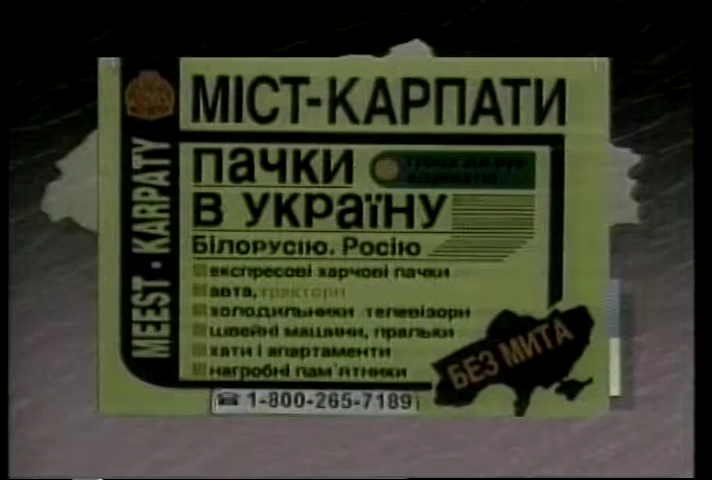 МІСТ-КАРПАТИ
MEEST · KARPATY
пачки
в україну
Білорусію, Росію
експресові харчові пачки
авта, трактори
холодильники телевізори
швейні машини, пральки
хати і апартаменти
нагробні пам'ятники
БЕЗ МИТА
1-800-265-7189